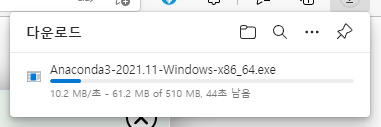 다운로드
Anaconda3-2021.11-Windows-x86_64.exe
10.2 MB/초 - 61.2 MB of 510 MB, 44초 남음